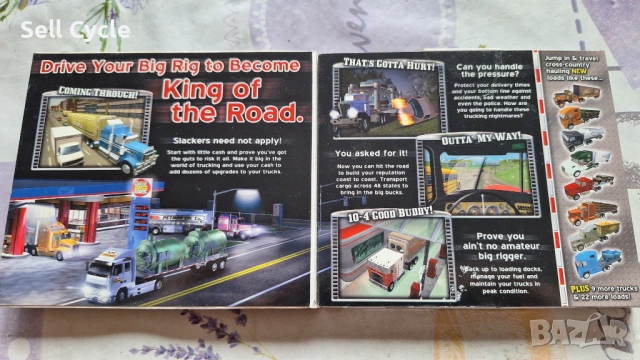 Sell Cycle
Drive Your Big Rig to Become
King of
the Road.
COMING THROUGH!
Slackers need not apply!
Start with little cash and prove you've got
the guts to risk it all. Make it big in the
world of trucking and use your cash to
add dozens of upgrades to your trucks.
THAT'S GOTTA HURT!
Can you handle
the pressure?
Protect your delivery times
and your bottom line against
accidents, bad weather and
even the police. How are
you going to handle these
trucking nightmares?
OUTTA MY WAY!
You asked for it!
Now you can hit the road
to build your reputation
coast to coast. Transport
cargo across 48 states to
bring in the big bucks.
10-4 GOOD BUDDY!
Prove you
ain't no amateur
big rigger.
Back up to loading docks,
manage your fuel and
maintain your trucks in
peak condition.
Jump in & travel
cross-country
hauling NEW
loads like these...
PLUS 9 more trucks
& 22 more loads!
BAZAR